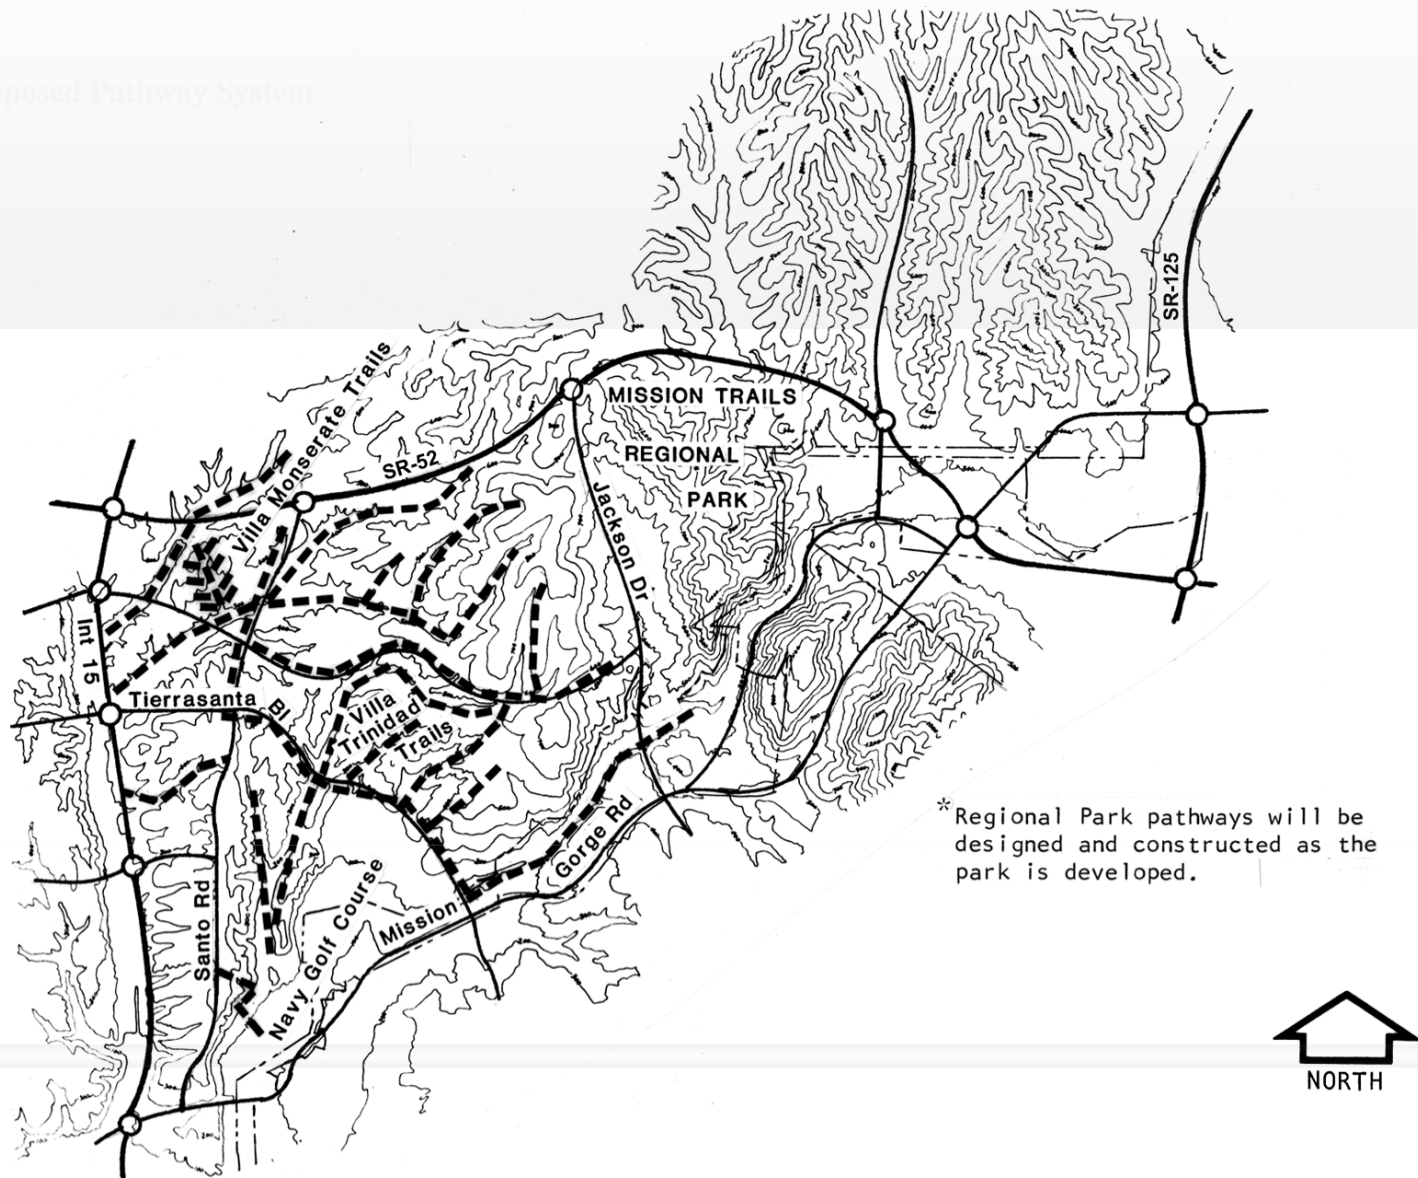 oposed Pathway System
SR-125
Villa Monserate Trails
MISSION TRAILS
REGIONAL
PARK
SR-52
Jackson Dr
Int 15
Tierrasanta Bl
Villa
Trinidad
Trails
Gorge Rd
Mission
Santo Rd
Navy Golf Course
*Regional Park pathways will be
designed and constructed as the
park is developed.
NORTH